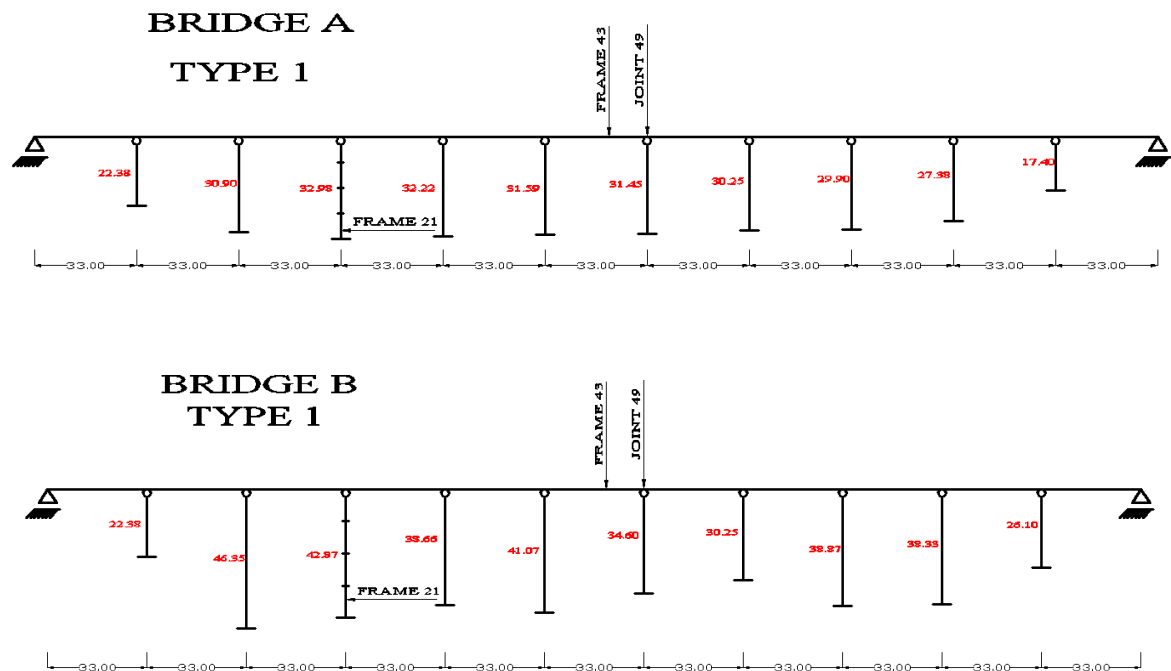 BRIDGE A
TYPE 1
FRAME 43
JOINT 49
22.38
30.90
32.98
32.22
31.59
31.45
30.25
29.90
27.38
17.40
FRAME 21
33.00 33.00 33.00 33.00 33.00 33.00 33.00 33.00 33.00 33.00 33.00
BRIDGE B
TYPE 1
FRAME 43
JOINT 49
22.38
46.35
42.87
38.66
41.07
34.60
30.25
38.87
38.33
26.10
FRAME 21
33.00 33.00 33.00 33.00 33.00 33.00 33.00 33.00 33.00 33.00 33.00